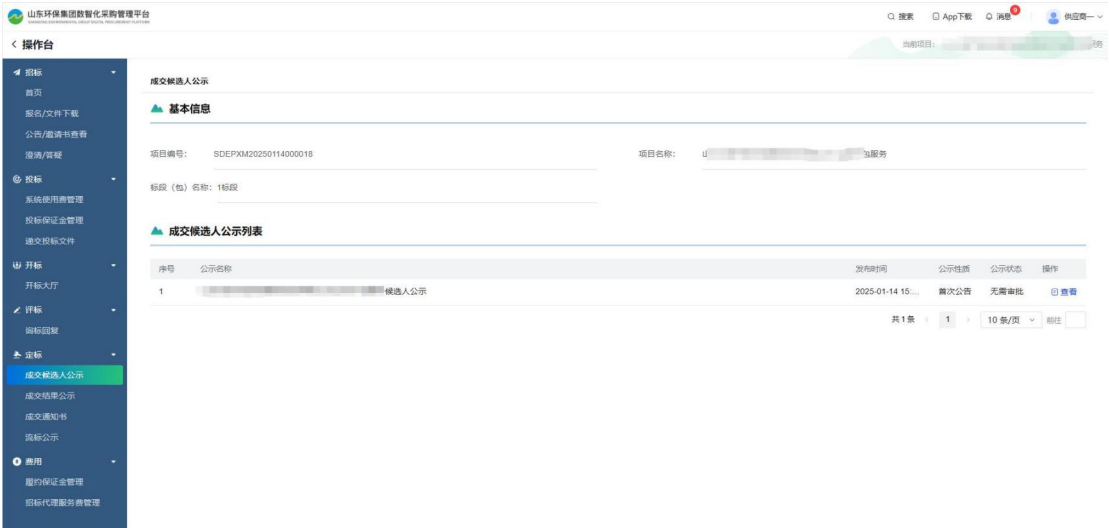 山东环保集团数智化采购管理平台
搜索 App下载 消息 9 供应商一
操作台
当前项目:
招标
首页
报名/文件下载
公告/邀请书查看
澄清/答疑
投标
系统使用费管理
投标保证金管理
递交投标文件
开标
开标大厅
评标
询标回复
定标
成交候选人公示
成交结果公示
成交通知书
流标公示
费用
履约保证金管理
招标代理服务费管理
成交候选人公示
基本信息
项目编号: SDEPXM20250114000018 项目名称: 包服务
标段（包）名称: 1标段
成交候选人公示列表
序号 公示名称 发布时间 公示性质 公示状态 操作
1 候选人公示 2025-01-14 15:... 首次公告 无需审批 查看
共1条 1 10条/页 前往